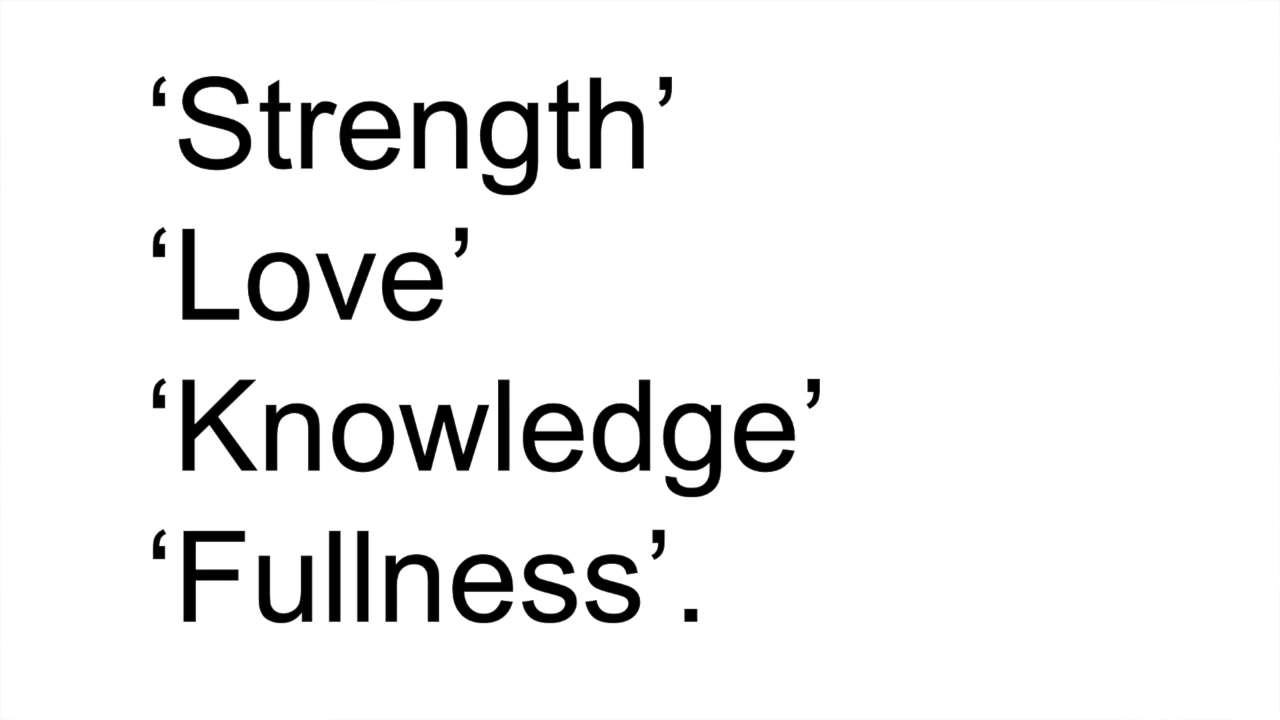 ‘Strength’
‘Love’
‘Knowledge’
‘Fullness’.